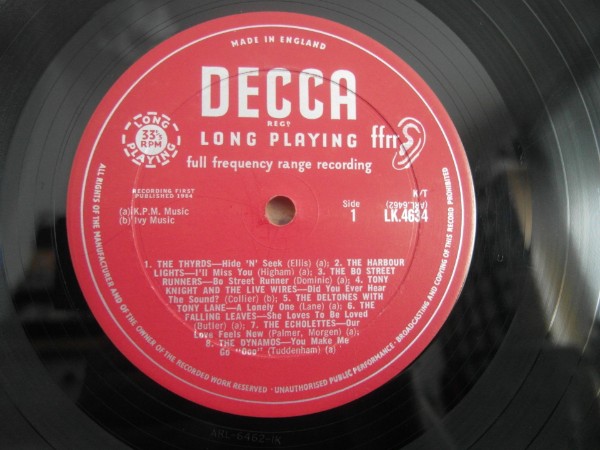 MADE IN ENGLAND
DECCA
REGD
LONG PLAYING ffrr
full frequency range recording
LONG
33⅓
RPM
PLAYING
RECORDING FIRST
PUBLISHED 1964
(a) K.P.M. Music
(b) Ivy Music
Side
1
K/T
(ARL.6462)
LK.4634
1. THE THYRDS—Hide 'N' Seek (Ellis) (a); 2. THE HARBOUR
LIGHTS—I'll Miss You (Higham) (a); 3. THE BO STREET
RUNNERS—Bo Street Runner (Dominic) (a); 4. TONY
KNIGHT AND THE LIVE WIRES—Did You Ever Hear
The Sound? (Collier) (b); 5. THE DELTONES WITH
TONY LANE—A Lonely One (Lane) (a); 6. THE
FALLING LEAVES—She Loves To Be Loved
(Butler) (a); 7. THE ECHOLETTES—Our
Love Feels New (Palmer, Morgen) (a);
8. THE DYNAMOS—You Make Me
Go "Ooo" (Tuddenham) (a)
ALL RIGHTS OF THE MANUFACTURER AND OF THE OWNER OF THE RECORDED WORK RESERVED · UNAUTHORISED PUBLIC PERFORMANCE · BROADCASTING AND COPYING OF THIS RECORD PROHIBITED
ARL-6462-1K